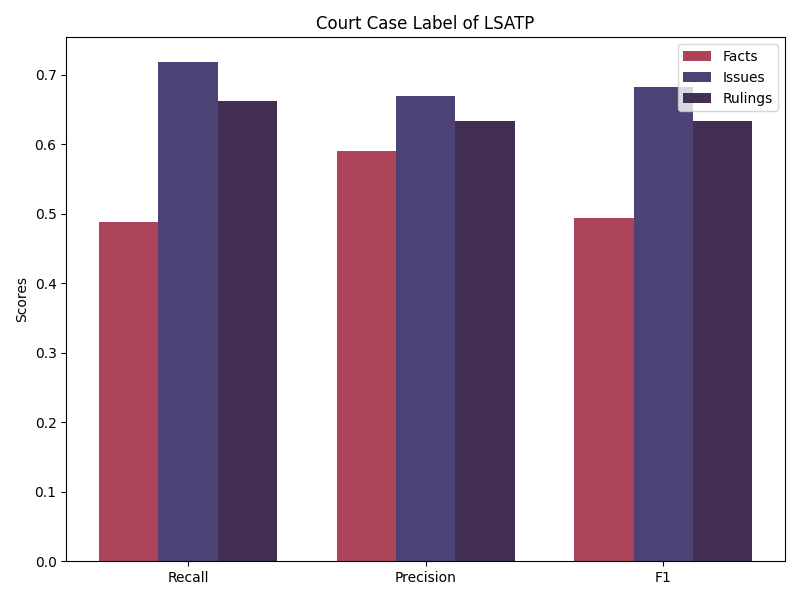 Court Case Label of LSATP
Facts
Issues
Rulings
Scores
0.7
0.6
0.5
0.4
0.3
0.2
0.1
0.0
Recall
Precision
F1